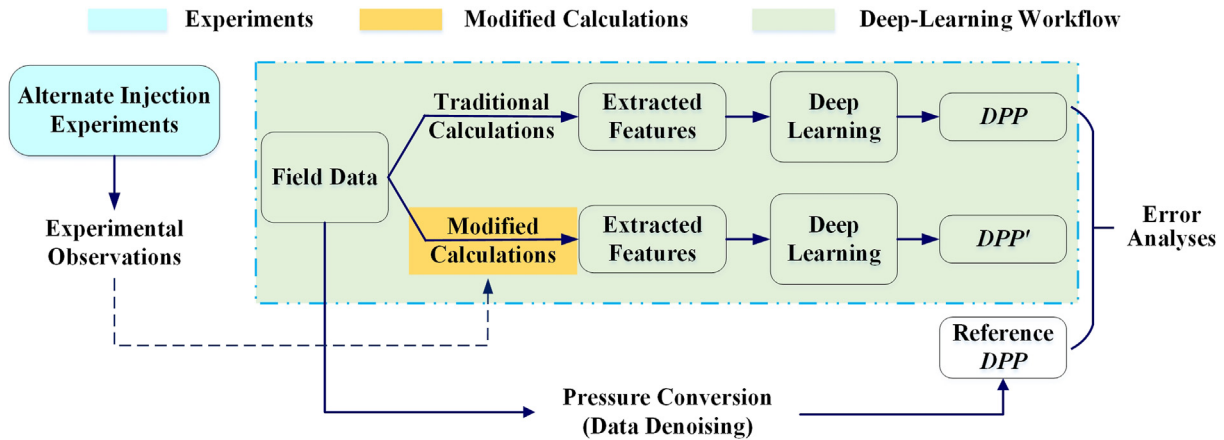 Experiments
Modified Calculations
Deep-Learning Workflow
Alternate Injection
Experiments
Experimental
Observations
Field Data
Traditional
Calculations
Extracted
Features
Deep
Learning
DPP
Modified
Calculations
Extracted
Features
Deep
Learning
DPP'
Error
Analyses
Reference
DPP
Pressure Conversion
(Data Denoising)